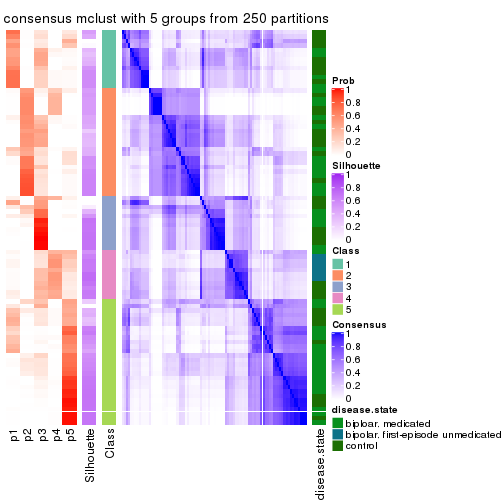 consensus mclust with 5 groups from 250 partitions
Prob
1
0.8
0.6
0.4
0.2
0
Silhouette
1
0.8
0.6
0.4
0.2
0
Class
1
2
3
4
5
Consensus
1
0.8
0.6
0.4
0.2
0
disease.state
biploar. medicated
bipolar. first-episode unmedicated
control
p1
p2
p3
p4
p5
Silhouette
Class
disease.state